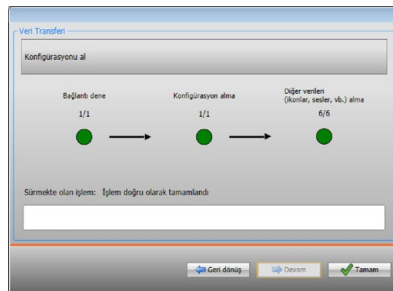 Veri Transferi
Konfigürasyonu al
Bağlantı dene
Konfigürasyon alma
Diğer verileri
(ikonlar, sesler, vb.) alma
1/1
1/1
6/6
Sürmekte olan işlem: İşlem doğru olarak tamamlandı
Geri dönüş
Devam
Tamam